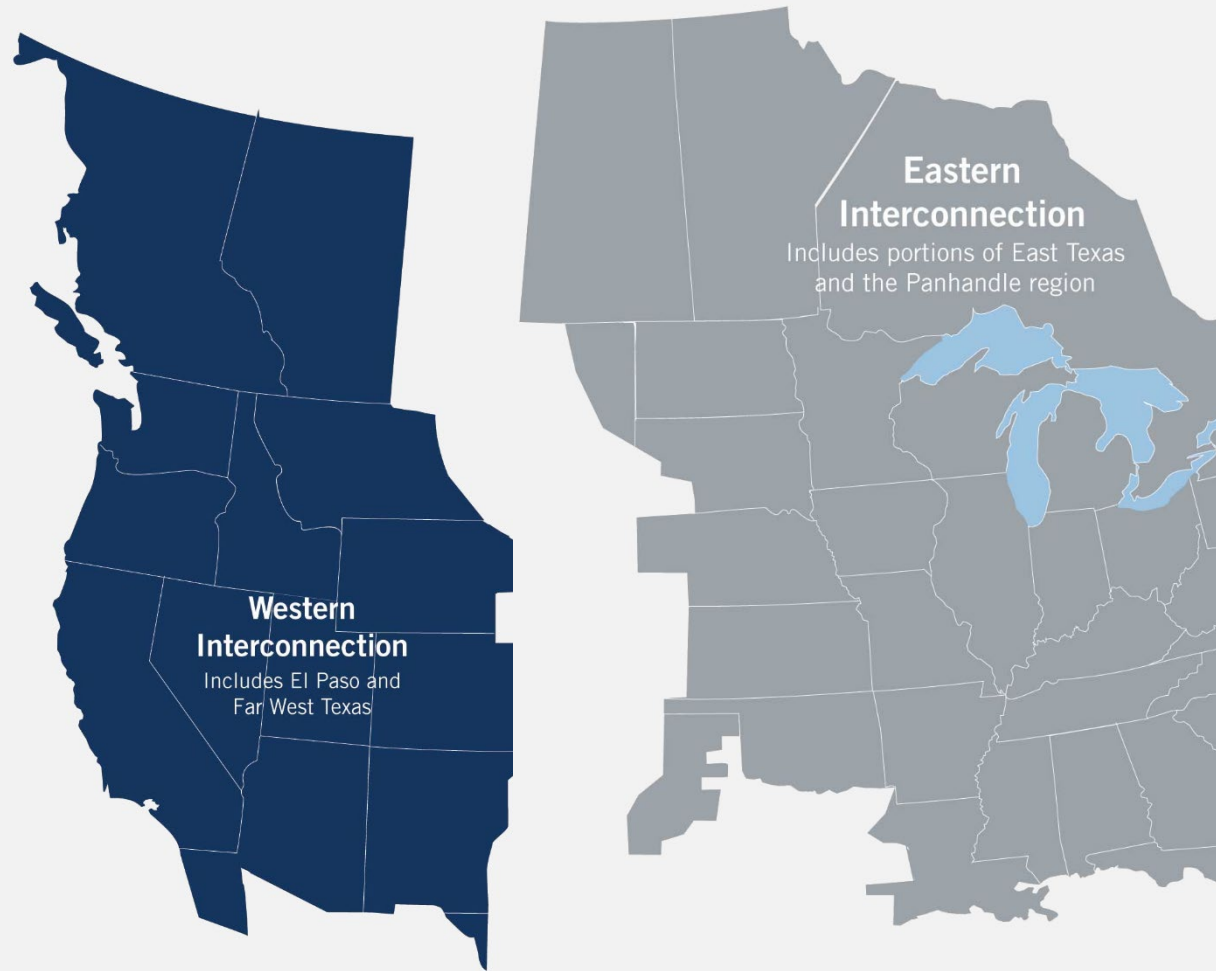 Eastern
Interconnection
Includes portions of East Texas
and the Panhandle region
Western
Interconnection
Includes El Paso and
Far West Texas